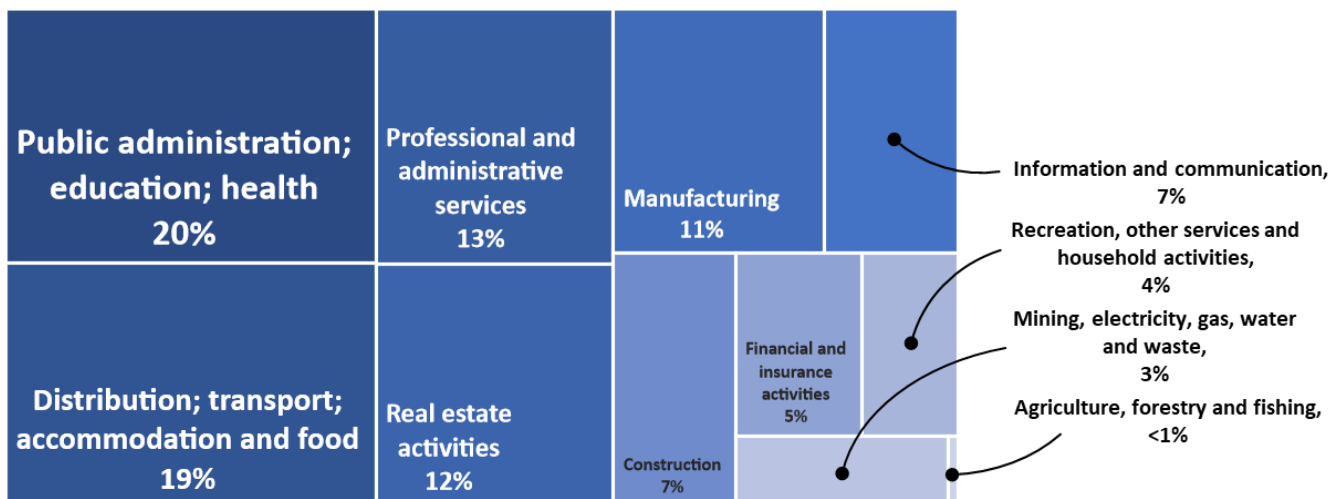 Public administration;
education; health
20%
Distribution; transport;
accommodation and food
19%
Professional and
administrative
services
13%
Real estate
activities
12%
Manufacturing
11%
Construction
7%
Financial and
insurance
activities
5%
Information and communication,
7%
Recreation, other services and
household activities,
4%
Mining, electricity, gas, water
and waste,
3%
Agriculture, forestry and fishing,
<1%